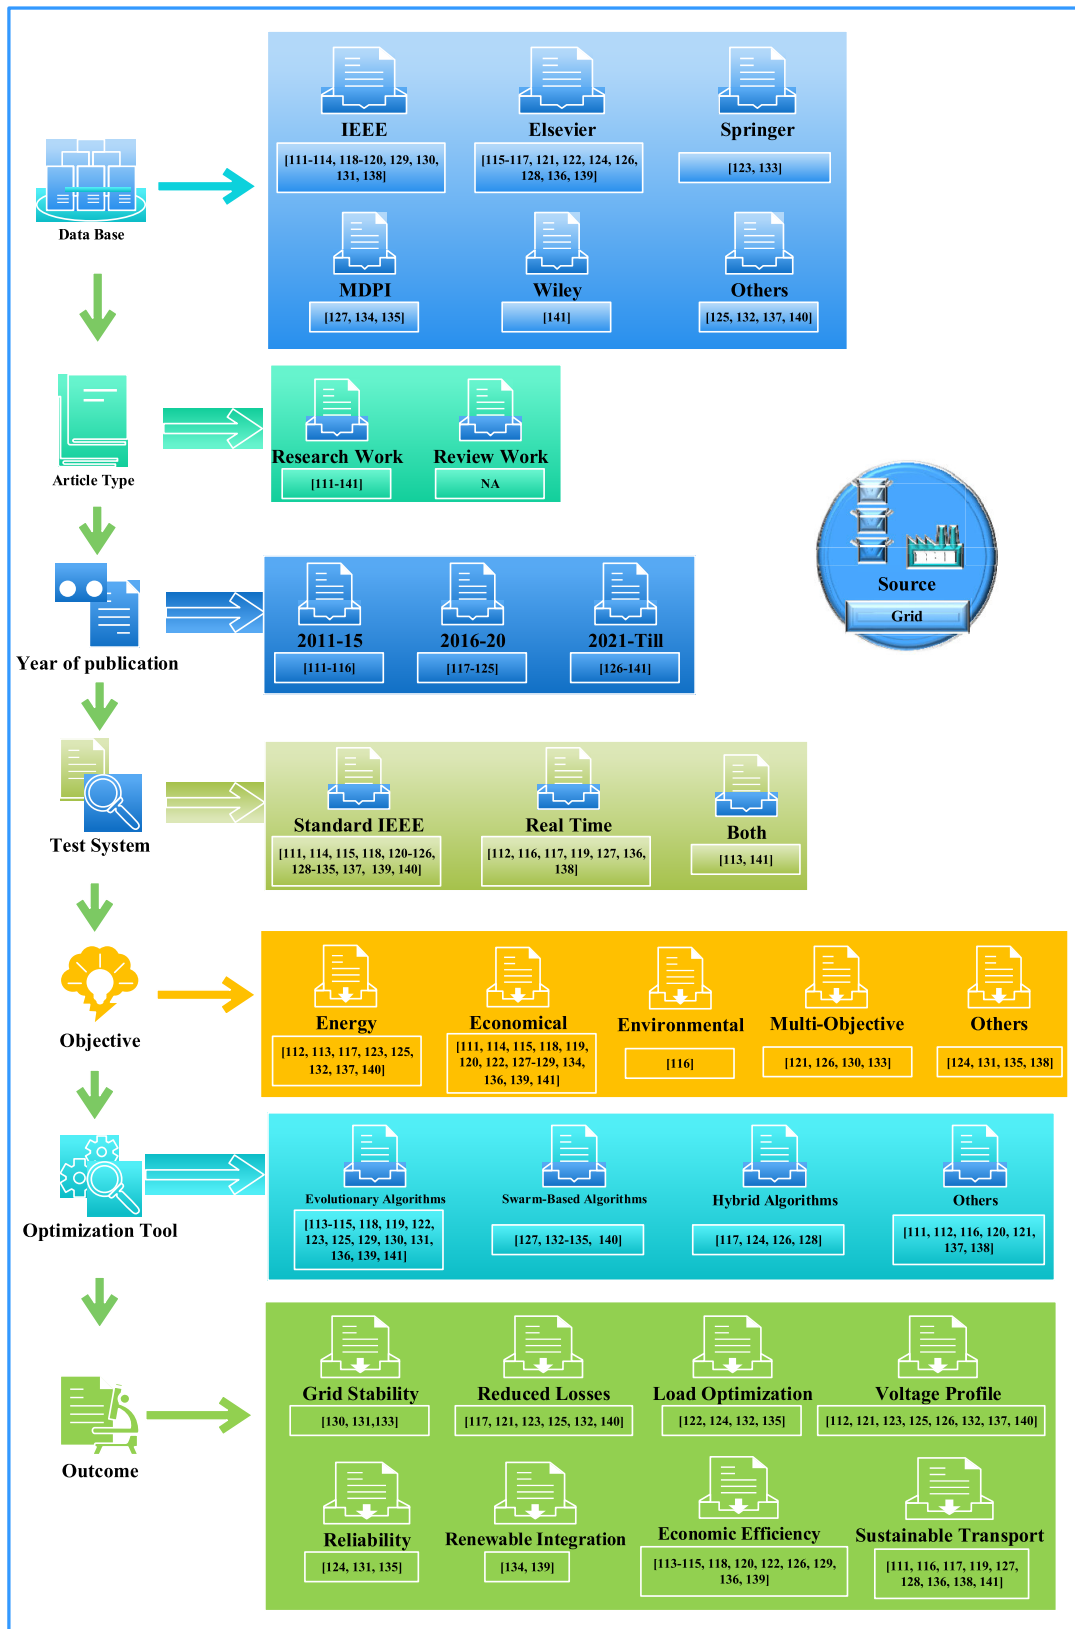 IEEE
[111-114, 118-120, 129, 130,
131, 138]
Elsevier
[115-117, 121, 122, 124, 126,
128, 136, 139]
Springer
[123, 133]
Data Base
MDPI
[127, 134, 135]
Wiley
[141]
Others
[125, 132, 137, 140]
Article Type
Research Work
[111-141]
Review Work
NA
Source
Grid
Year of publication
2011-15
[111-116]
2016-20
[117-125]
2021-Till
[126-141]
Test System
Standard IEEE
[111, 114, 115, 118, 120-126,
128-135, 137, 139, 140]
Real Time
[112, 116, 117, 119, 127, 136,
138]
Both
[113, 141]
Objective
Energy
[112, 113, 117, 123, 125,
132, 137, 140]
Economical
[111, 114, 115, 118, 119,
120, 122, 127-129, 134,
136, 139, 141]
Environmental
[116]
Multi-Objective
[121, 126, 130, 133]
Others
[124, 131, 135, 138]
Optimization Tool
Evolutionary Algorithms
[113-115, 118, 119, 122,
123, 125, 129, 130, 131,
136, 139, 141]
Swarm-Based Algorithms
[127, 132-135, 140]
Hybrid Algorithms
[117, 124, 126, 128]
Others
[111, 112, 116, 120, 121,
137, 138]
Outcome
Grid Stability
[130, 131,133]
Reduced Losses
[117, 121, 123, 125, 132, 140]
Load Optimization
[122, 124, 132, 135]
Voltage Profile
[112, 121, 123, 125, 126, 132, 137, 140]
Reliability
[124, 131, 135]
Renewable Integration
[134, 139]
Economic Efficiency
[113-115, 118, 120, 122, 126, 129,
136, 139]
Sustainable Transport
[111, 116, 117, 119, 127,
128, 136, 138, 141]